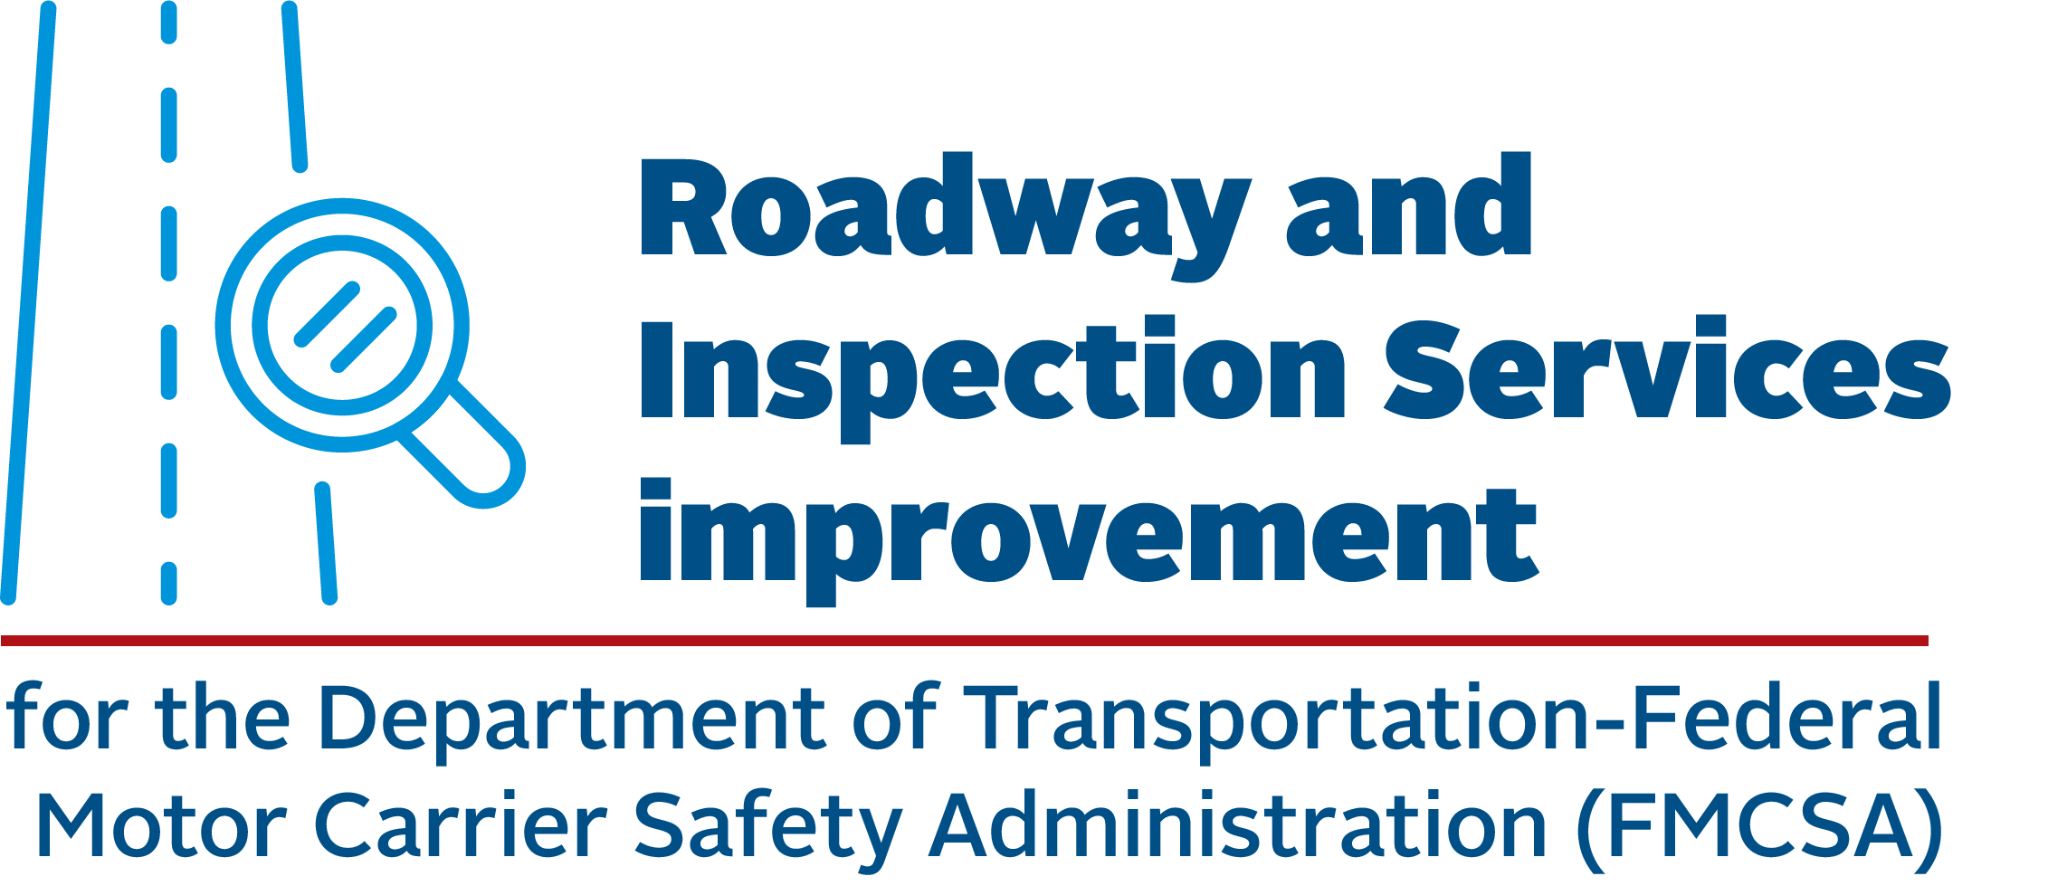 Roadway and
Inspection Services
improvement
for the Department of Transportation-Federal
Motor Carrier Safety Administration (FMCSA)